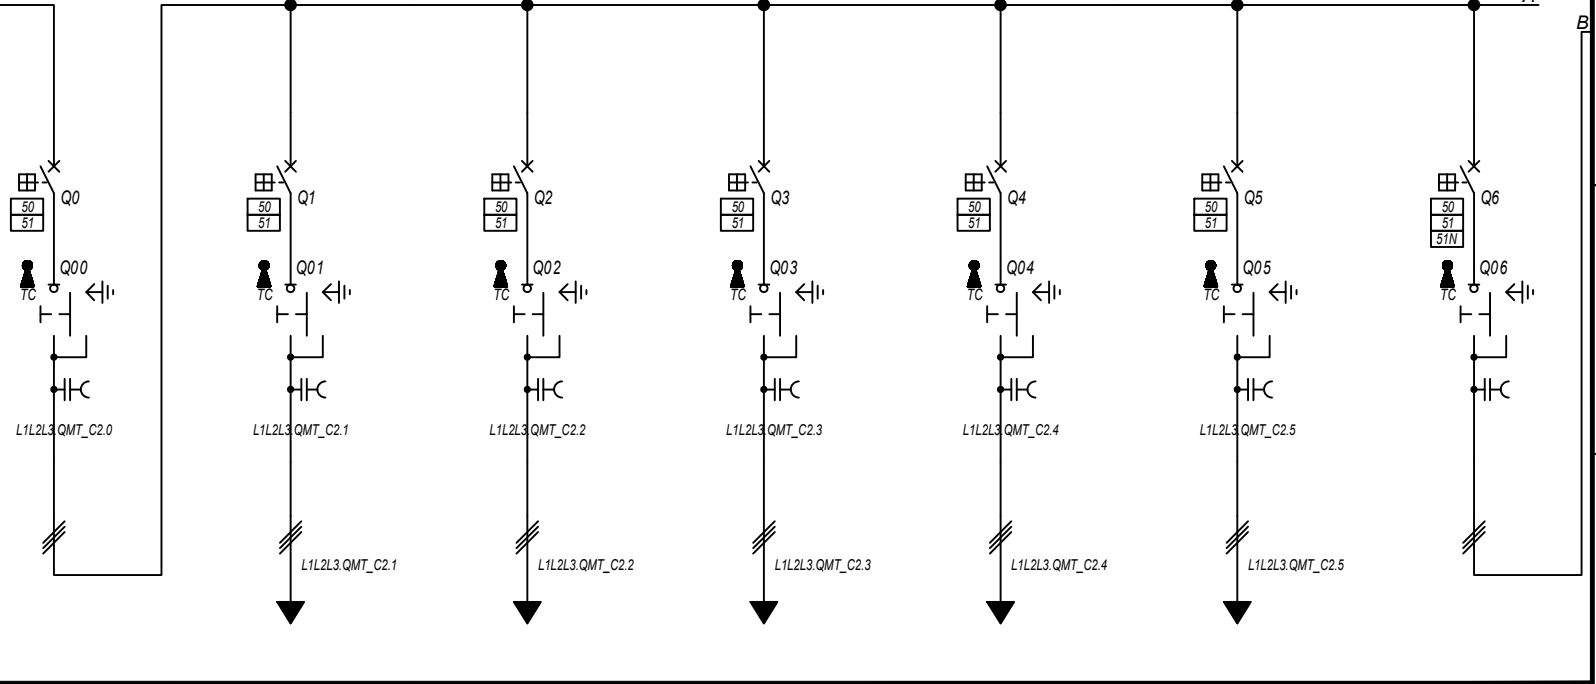 B
Q0
Q1
Q2
Q3
Q4
Q5
Q6
50
50
50
50
50
50
50
51
51
51
51
51
51
51
51N
Q00
Q01
Q02
Q03
Q04
Q05
Q06
TC
TC
TC
TC
TC
TC
TC
L1L2L3.QMT_C2.0
L1L2L3.QMT_C2.1
L1L2L3.QMT_C2.2
L1L2L3.QMT_C2.3
L1L2L3.QMT_C2.4
L1L2L3.QMT_C2.5
L1L2L3.QMT_C2.1
L1L2L3.QMT_C2.2
L1L2L3.QMT_C2.3
L1L2L3.QMT_C2.4
L1L2L3.QMT_C2.5